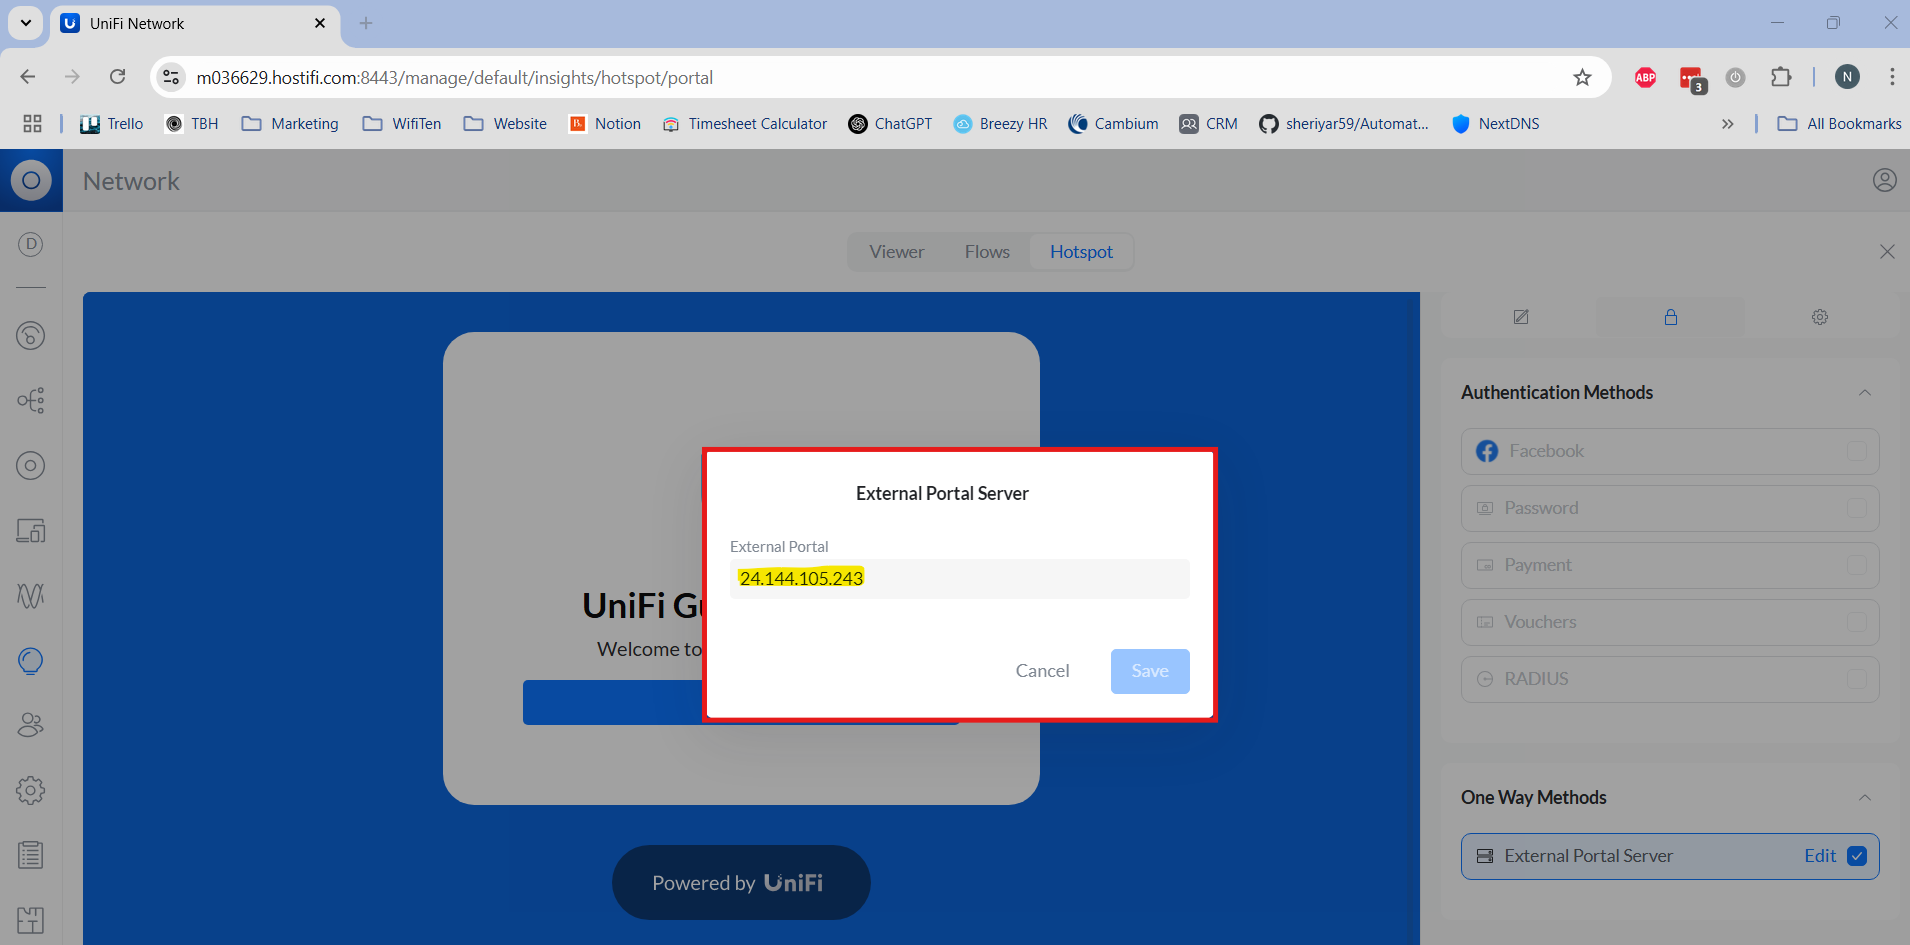 UniFi Network
m036629.hostifi.com:8443/manage/default/insights/hotspot/portal
ABP
3
N
Trello
TBH
Marketing
WifiTen
Website
Notion
Timesheet Calculator
ChatGPT
Breezy HR
Cambium
CRM
sheriyar59/Automat...
NextDNS
All Bookmarks
Network
D
Viewer
Flows
Hotspot
Authentication Methods
Facebook
Password
Payment
Vouchers
RADIUS
External Portal Server
External Portal
24.144.105.243
Cancel
Save
UniFi Gu
Welcome to
One Way Methods
External Portal Server
Edit
Powered by UniFi